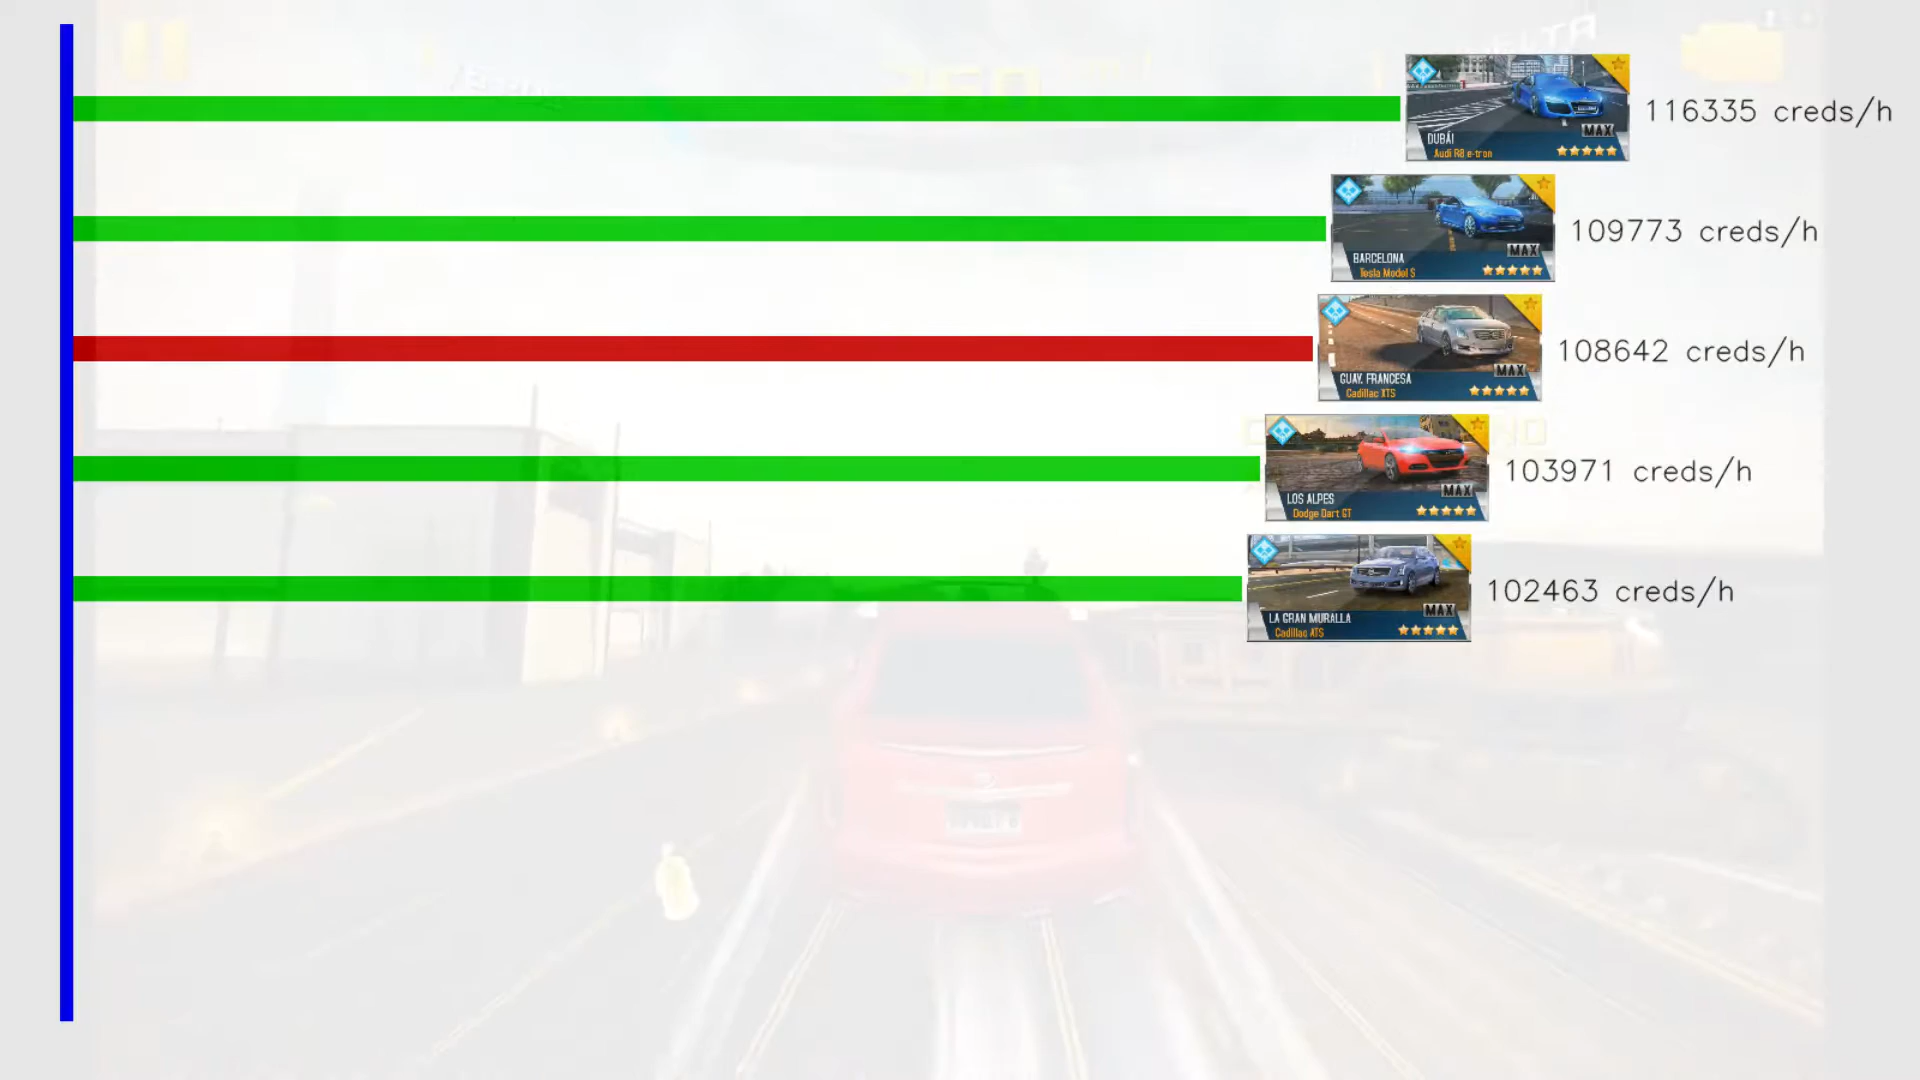 DUBÁI
Audi R8 e-tron
MAX
116335 creds/h
BARCELONA
Tesla Model S
MAX
109773 creds/h
GUAY. FRANCESA
Cadillac XTS
MAX
108642 creds/h
LOS ALPES
Dodge Dart GT
MAX
103971 creds/h
LA GRAN MURALLA
Cadillac ATS
MAX
102463 creds/h